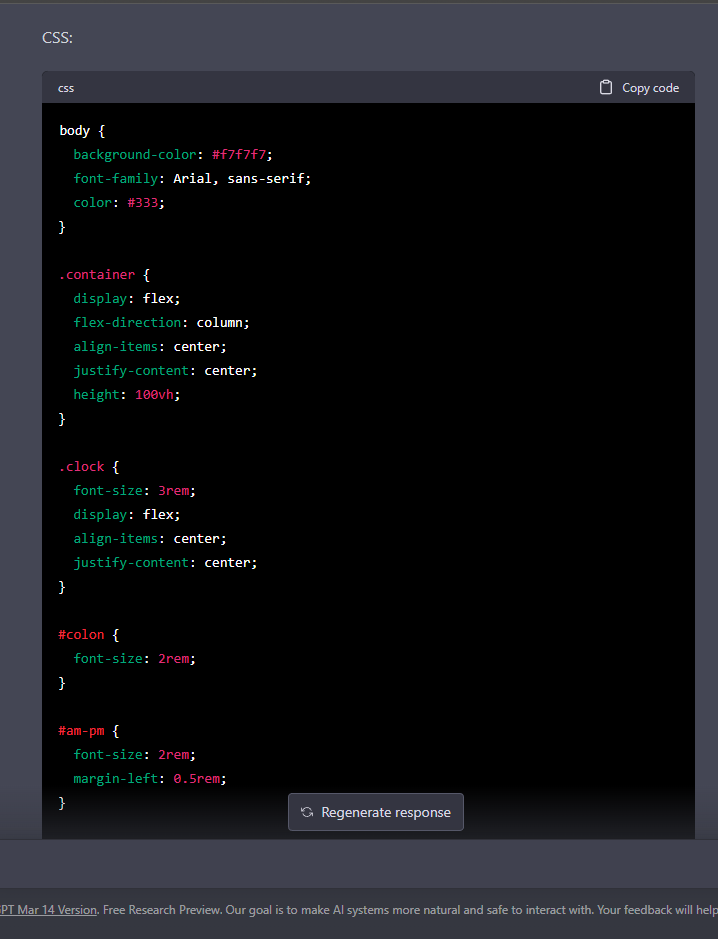 CSS:
css
Copy code
body {
  background-color: #f7f7f7;
  font-family: Arial, sans-serif;
  color: #333;
}

.container {
  display: flex;
  flex-direction: column;
  align-items: center;
  justify-content: center;
  height: 100vh;
}

.clock {
  font-size: 3rem;
  display: flex;
  align-items: center;
  justify-content: center;
}

#colon {
  font-size: 2rem;
}

#am-pm {
  font-size: 2rem;
  margin-left: 0.5rem;
}
Regenerate response
PT Mar 14 Version. Free Research Preview. Our goal is to make AI systems more natural and safe to interact with. Your feedback will help